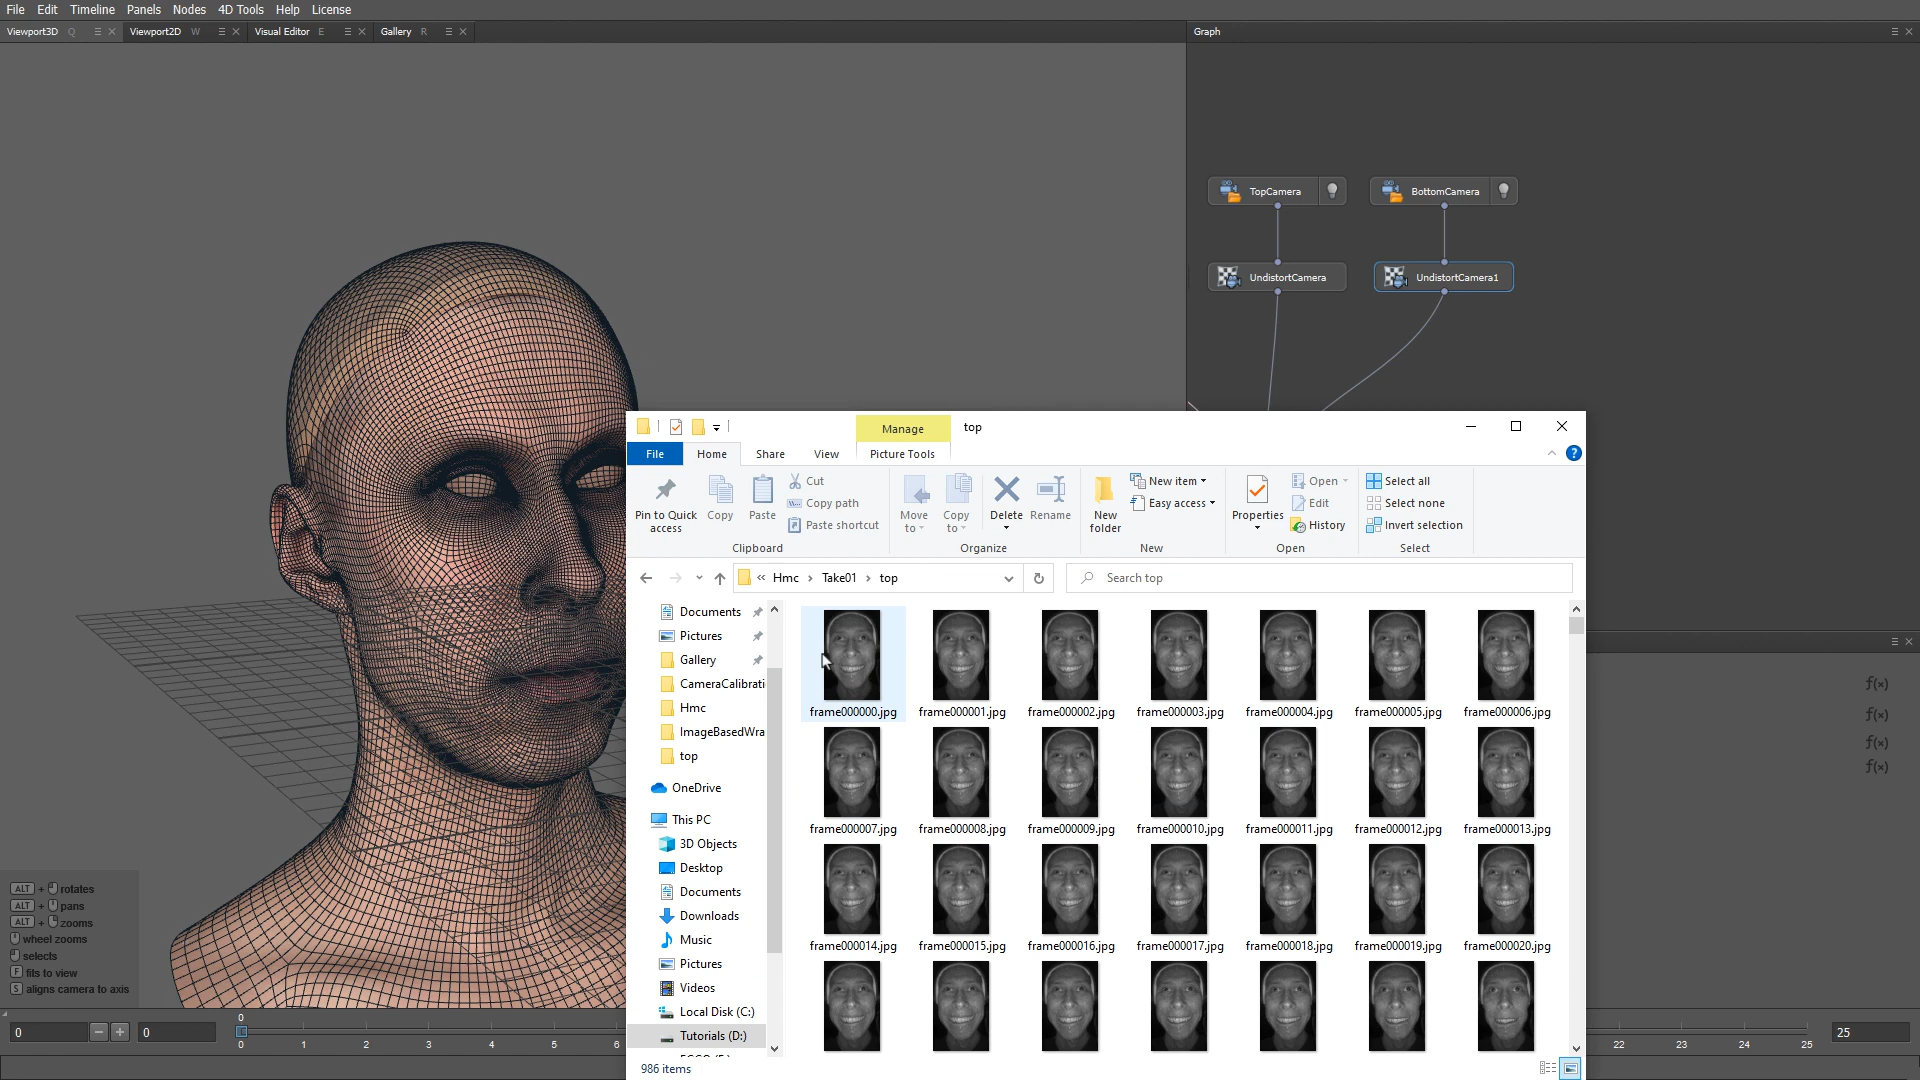 File Edit Timeline Panels Nodes 4D Tools Help License
Viewport3D Q Viewport2D W Visual Editor E Gallery R Graph
TopCamera BottomCamera
UndistortCamera UndistortCamera1
Manage top
File Home Share View Picture Tools
Pin to Quick access
Copy
Paste
Cut
Copy path
Paste shortcut
Clipboard
Move to
Copy to
Delete
Rename
Organize
New folder
New item
Easy access
New
Properties
Open
Edit
History
Open
Select all
Select none
Invert selection
Select
« Hmc › Take01 › top
Search top
Documents
Pictures
Gallery
CameraCalibrati
Hmc
ImageBasedWra
top
OneDrive
This PC
3D Objects
Desktop
Documents
Downloads
Music
Pictures
Videos
Local Disk (C:)
Tutorials (D:)
frame000000.jpg frame000001.jpg frame000002.jpg frame000003.jpg frame000004.jpg frame000005.jpg frame000006.jpg
frame000007.jpg frame000008.jpg frame000009.jpg frame000010.jpg frame000011.jpg frame000012.jpg frame000013.jpg
frame000014.jpg frame000015.jpg frame000016.jpg frame000017.jpg frame000018.jpg frame000019.jpg frame000020.jpg
986 items
f(x)
f(x)
f(x)
f(x)
ALT + rotates
ALT + pans
ALT + zooms
wheel zooms
selects
F fits to view
S aligns camera to axis
0
0 − + 0
0 1 2 3 4 5 6 22 23 24 25
25